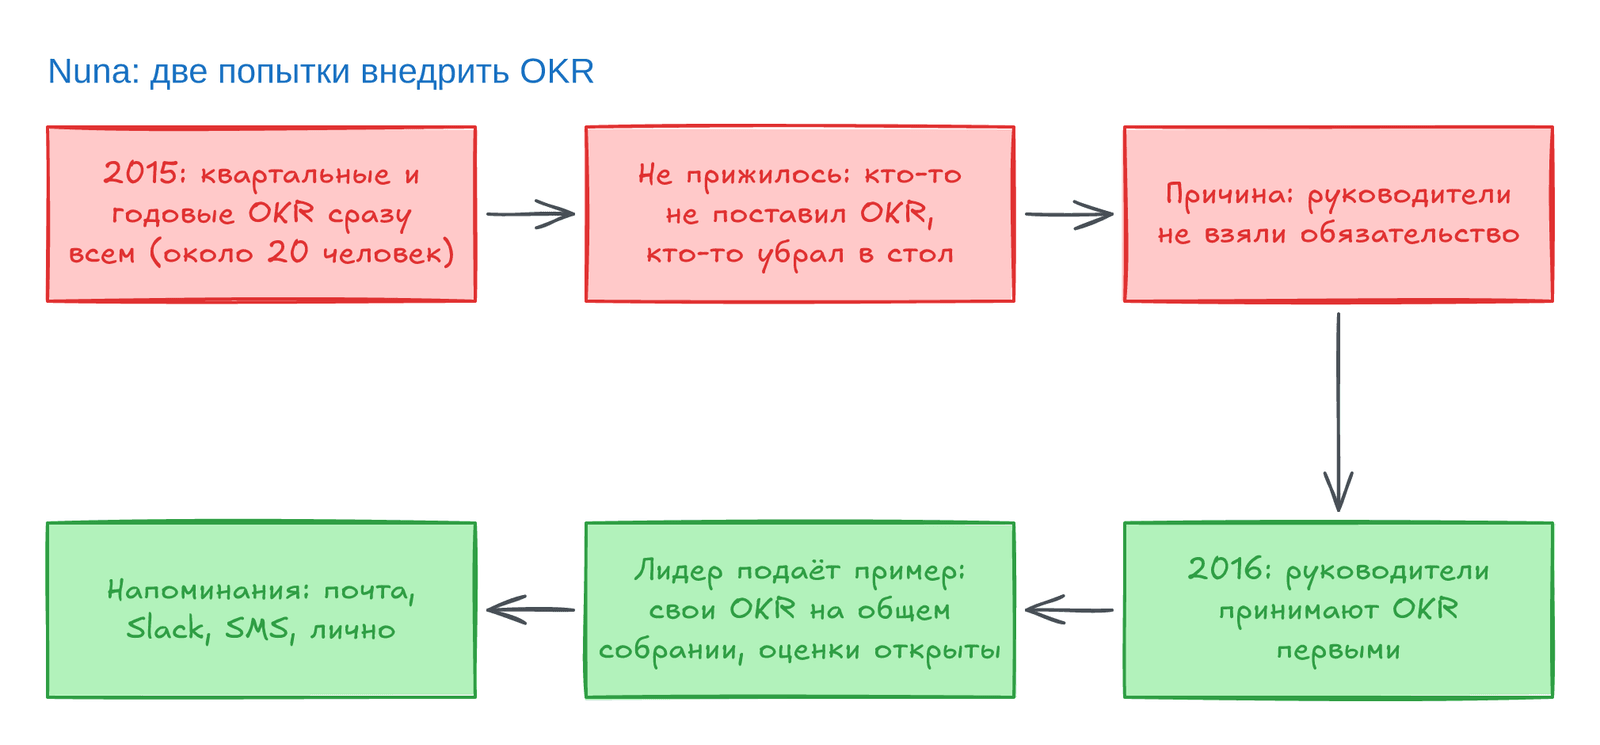 Nuna: две попытки внедрить OKR
2015: квартальные и
годовые OKR сразу
всем (около 20 человек)
Не прижилось: кто-то
не поставил OKR,
кто-то убрал в стол
Причина: руководители
не взяли обязательство
2016: руководители
принимают OKR
первыми
Лидер подаёт пример:
свои OKR на общем
собрании, оценки открыты
Напоминания: почта,
Slack, SMS, лично